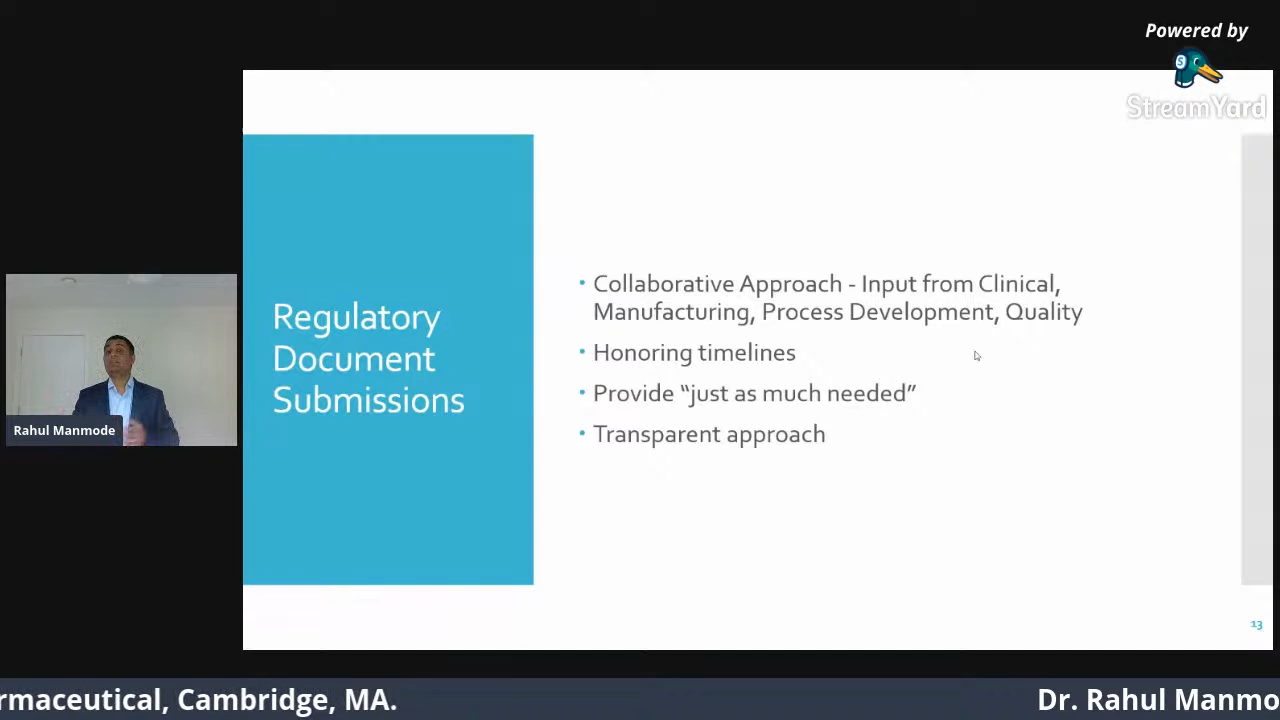 Powered by
StreamYard
Regulatory
Document
Submissions
• Collaborative Approach - Input from Clinical,
Manufacturing, Process Development, Quality
• Honoring timelines
• Provide “just as much needed”
• Transparent approach
Rahul Manmode
13
rmaceutical, Cambridge, MA.
Dr. Rahul Manmo